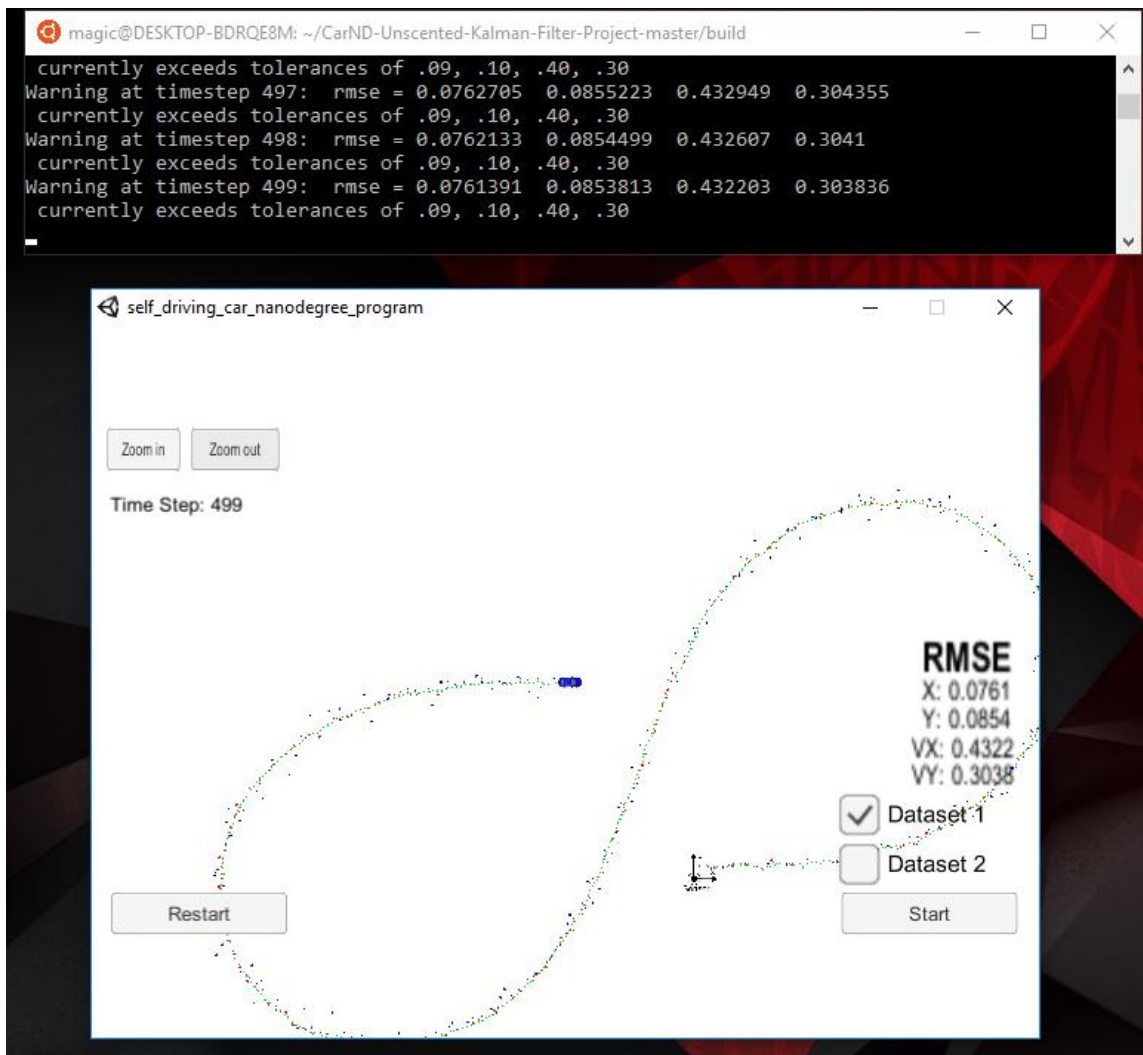 magic@DESKTOP-BDRQE8M: ~/CarND-Unscented-Kalman-Filter-Project-master/build
currently exceeds tolerances of .09, .10, .40, .30
Warning at timestep 497:  rmse = 0.0762705  0.0855223  0.432949  0.304355
currently exceeds tolerances of .09, .10, .40, .30
Warning at timestep 498:  rmse = 0.0762133  0.0854499  0.432607  0.3041
currently exceeds tolerances of .09, .10, .40, .30
Warning at timestep 499:  rmse = 0.0761391  0.0853813  0.432203  0.303836
currently exceeds tolerances of .09, .10, .40, .30
self_driving_car_nanodegree_program
Zoom in Zoom out
Time Step: 499
RMSE
X: 0.0761
Y: 0.0854
VX: 0.4322
VY: 0.3038
Dataset 1
Dataset 2
Restart
Start